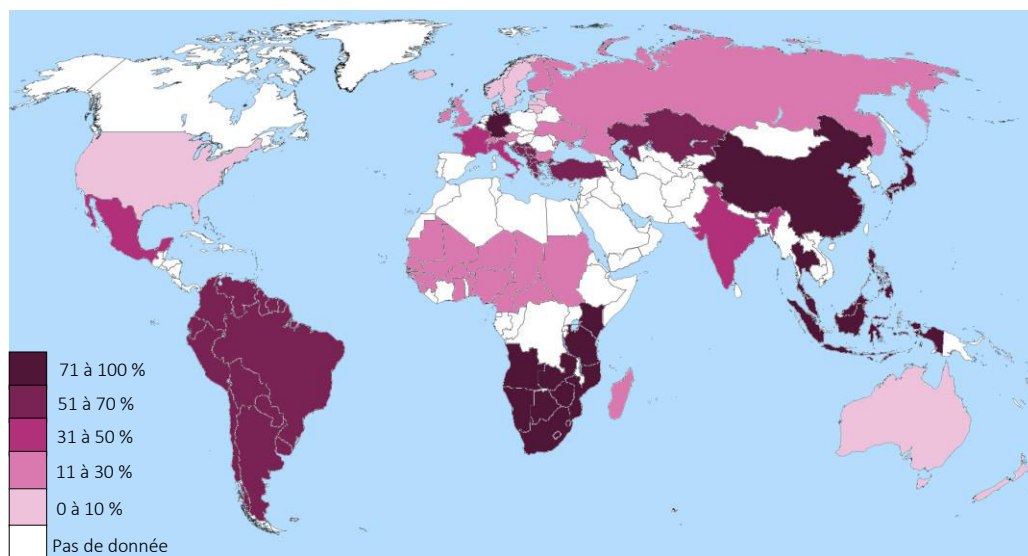 71 à 100 %
51 à 70 %
31 à 50 %
11 à 30 %
0 à 10 %
Pas de donnée